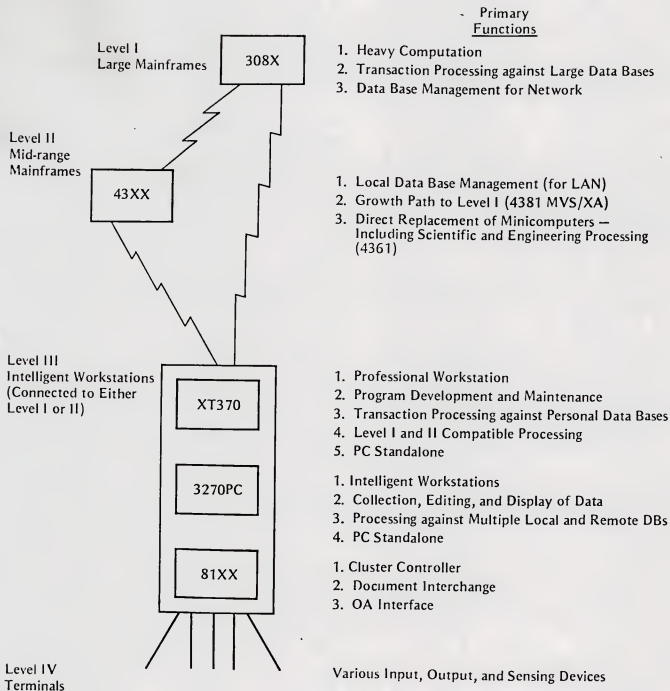 Primary
Functions
Level I
Large Mainframes
308X
1. Heavy Computation
2. Transaction Processing against Large Data Bases
3. Data Base Management for Network
Level II
Mid-range
Mainframes
43XX
1. Local Data Base Management (for LAN)
2. Growth Path to Level I (4381 MVS/XA)
3. Direct Replacement of Minicomputers —
Including Scientific and Engineering Processing
(4361)
Level III
Intelligent Workstations
(Connected to Either
Level I or II)
XT370
1. Professional Workstation
2. Program Development and Maintenance
3. Transaction Processing against Personal Data Bases
4. Level I and II Compatible Processing
5. PC Standalone
3270PC
1. Intelligent Workstations
2. Collection, Editing, and Display of Data
3. Processing against Multiple Local and Remote DBs
4. PC Standalone
81XX
1. Cluster Controller
2. Document Interchange
3. OA Interface
Level IV
Terminals
Various Input, Output, and Sensing Devices